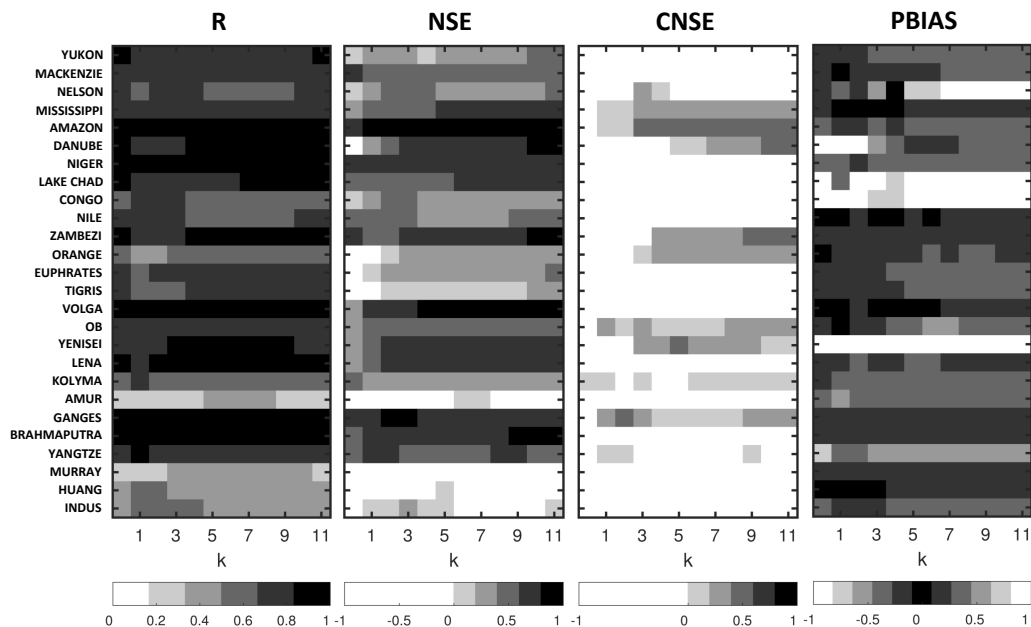 R NSE CNSE PBIAS
YUKON
MACKENZIE
NELSON
MISSISSIPPI
AMAZON
DANUBE
NIGER
LAKE CHAD
CONGO
NILE
ZAMBEZI
ORANGE
EUPHRATES
TIGRIS
VOLGA
OB
YENISEI
LENA
KOLYMA
AMUR
GANGES
BRAHMAPUTRA
YANGTZE
MURRAY
HUANG
INDUS
1 3 5 7 9 11 1 3 5 7 9 11 1 3 5 7 9 11 1 3 5 7 9 11
k k k k
0 0.2 0.4 0.6 0.8 1 -1 -0.5 0 0.5 1 -1 -0.5 0 0.5 1 -1 -0.5 0 0.5 1